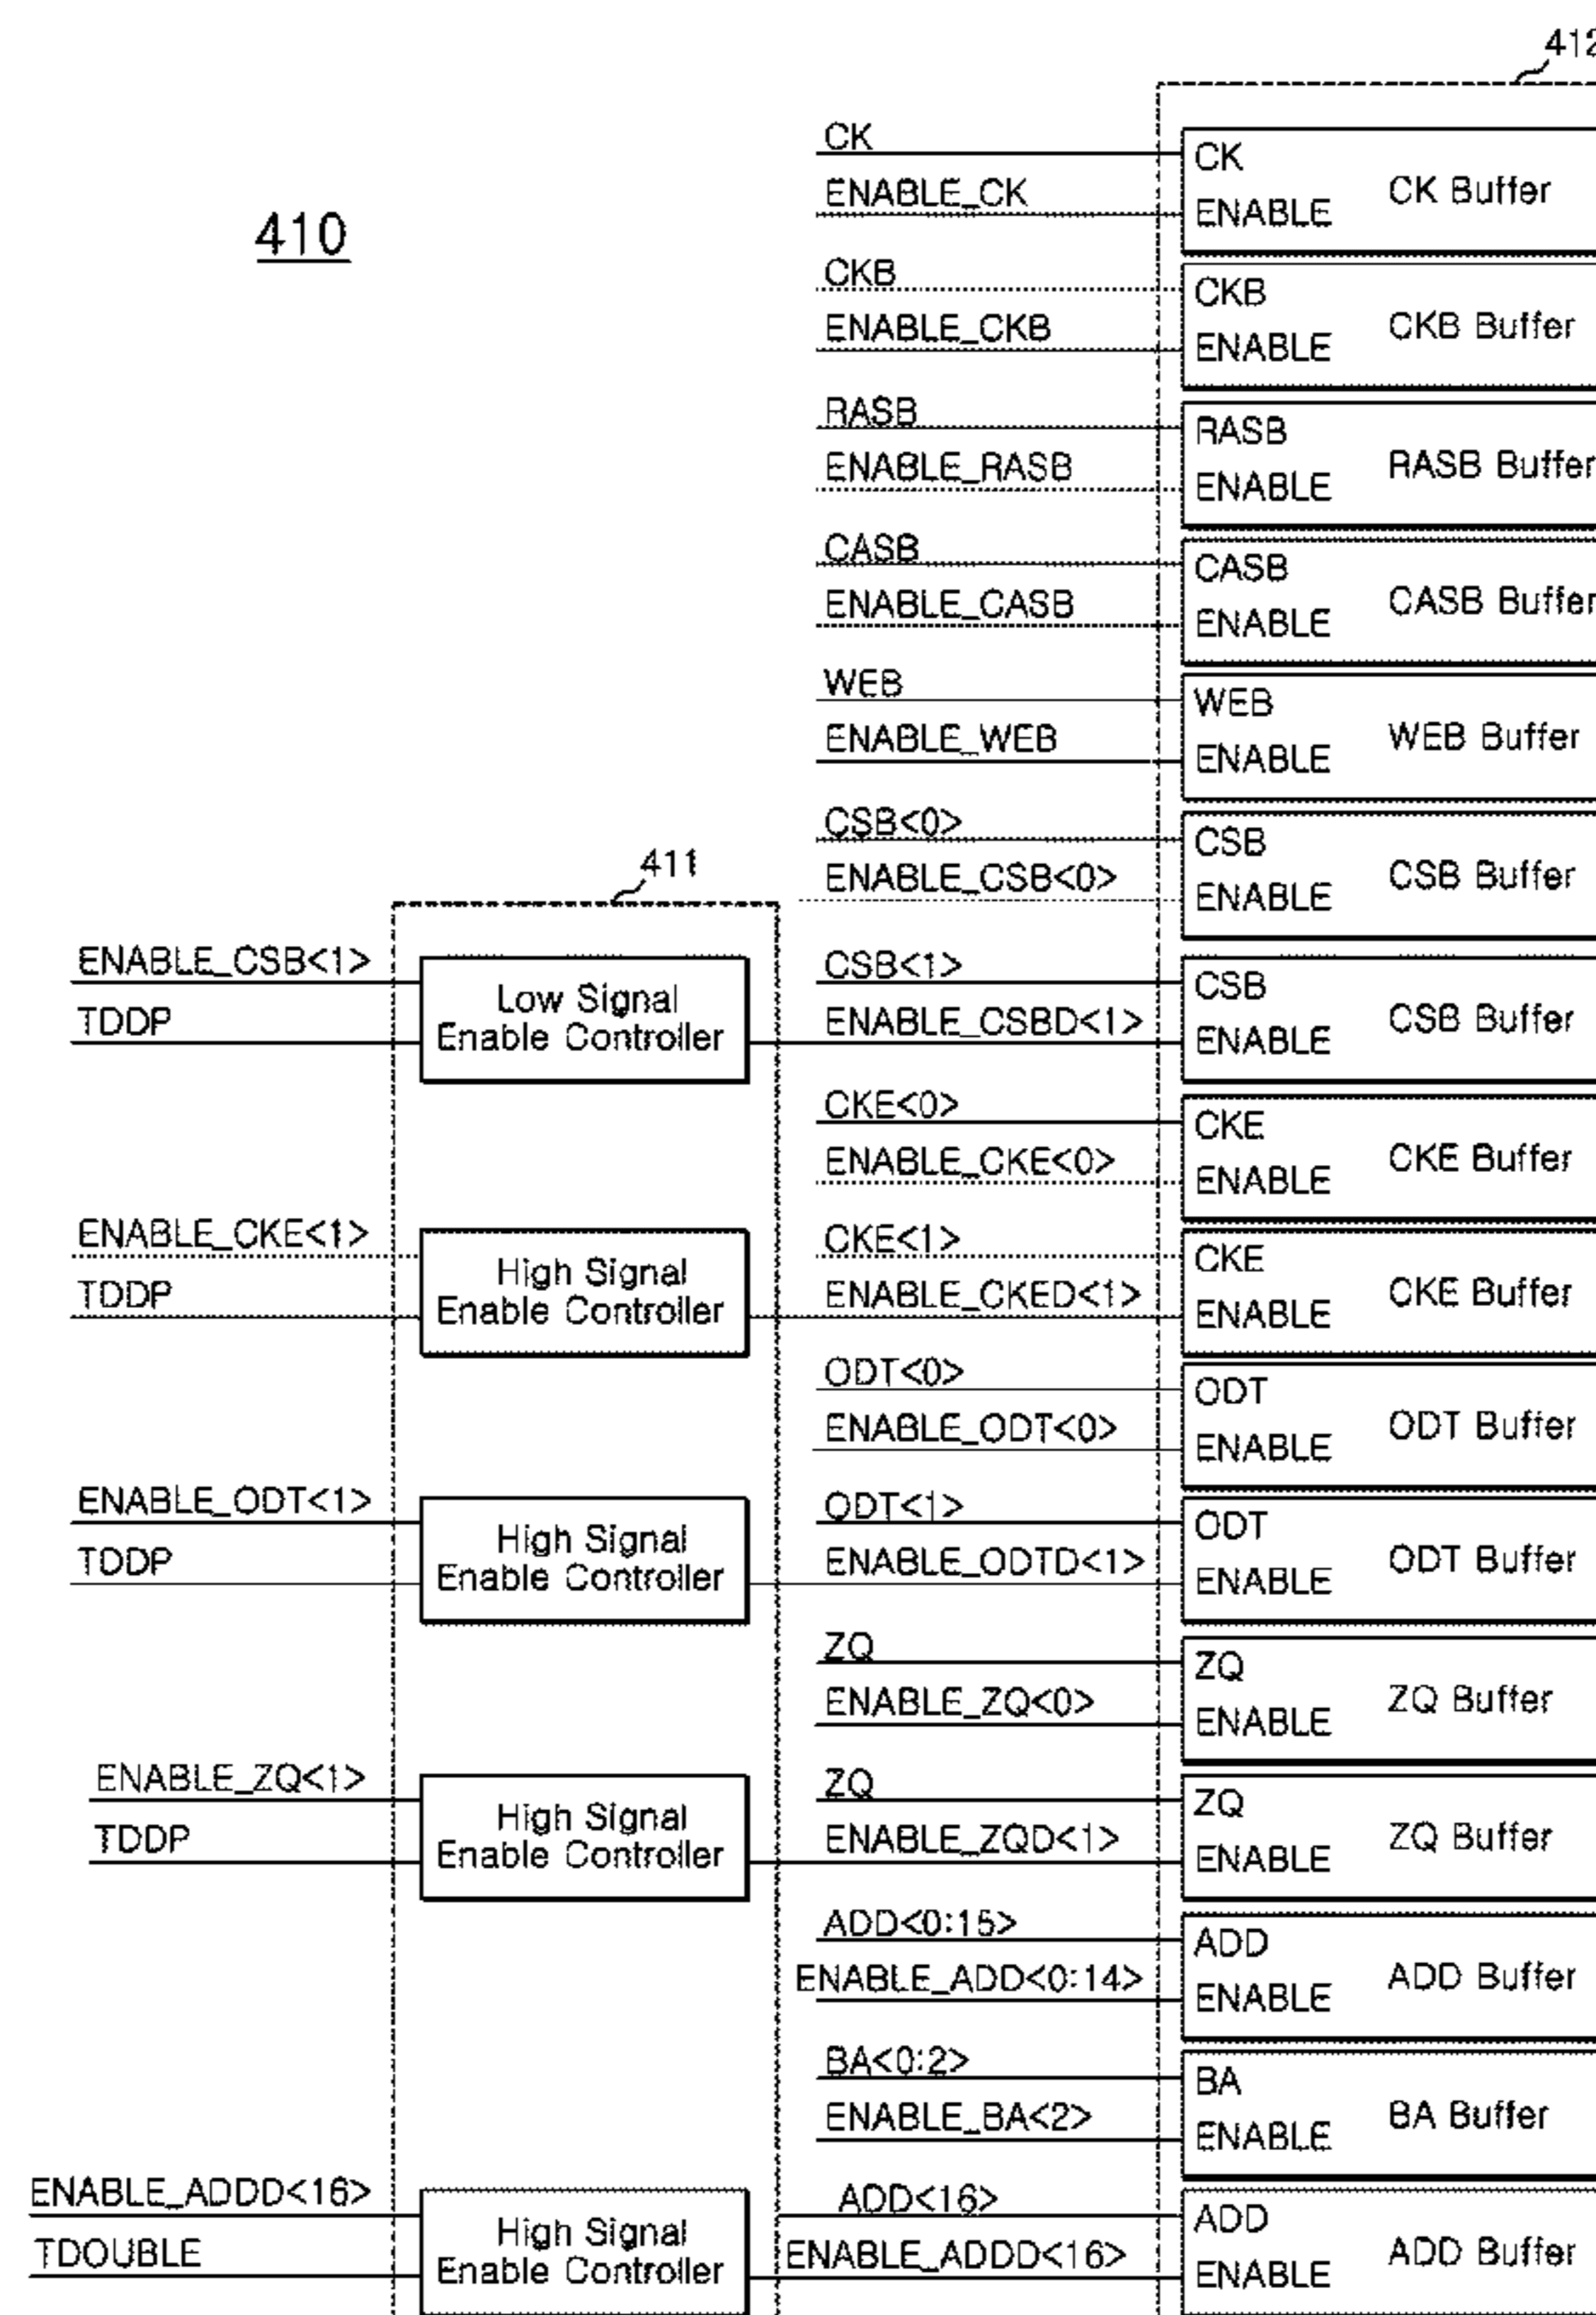 412
410
CK
CK
ENABLE_CK
ENABLE
CK Buffer
CKB
CKB
ENABLE_CKB
ENABLE
CKB Buffer
RASB
RASB
ENABLE_RASB
ENABLE
RASB Buffer
CASB
CASB
ENABLE_CASB
ENABLE
CASB Buffer
WEB
WEB
ENABLE_WEB
ENABLE
WEB Buffer
CSB<0>
CSB
ENABLE_CSB<0>
ENABLE
CSB Buffer
411
ENABLE_CSB<1>
TDDP
Low Signal
Enable Controller
CSB<1>
CSB
ENABLE_CSBD<1>
ENABLE
CSB Buffer
CKE<0>
CKE
ENABLE_CKE<0>
ENABLE
CKE Buffer
ENABLE_CKE<1>
TDDP
High Signal
Enable Controller
CKE<1>
CKE
ENABLE_CKED<1>
ENABLE
CKE Buffer
ODT<0>
ODT
ENABLE_ODT<0>
ENABLE
ODT Buffer
ENABLE_ODT<1>
TDDP
High Signal
Enable Controller
ODT<1>
ODT
ENABLE_ODTD<1>
ENABLE
ODT Buffer
ZQ
ZQ
ENABLE_ZQ<0>
ENABLE
ZQ Buffer
ENABLE_ZQ<1>
TDDP
High Signal
Enable Controller
ZQ
ZQ
ENABLE_ZQD<1>
ENABLE
ZQ Buffer
ADD<0:15>
ADD
ENABLE_ADD<0:14>
ENABLE
ADD Buffer
BA<0:2>
BA
ENABLE_BA<2>
ENABLE
BA Buffer
ENABLE_ADDD<16>
TDOUBLE
High Signal
Enable Controller
ADD<16>
ADD
ENABLE_ADDD<16>
ENABLE
ADD Buffer